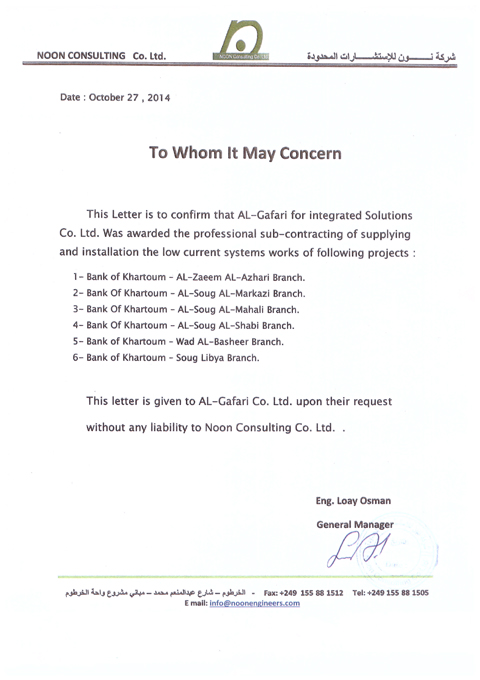 NOON CONSULTING Co. Ltd.
NOON Consulting Co. Ltd
شركة نـــــون للإستشـــــارات المحدودة
Date : October 27 , 2014
To Whom It May Concern
This Letter is to confirm that AL-Gafari for integrated Solutions
Co. Ltd. Was awarded the professional sub-contracting of supplying
and installation the low current systems works of following projects :
1- Bank of Khartoum - AL-Zaeem AL-Azhari Branch.
2- Bank Of Khartoum - AL-Soug AL-Markazi Branch.
3- Bank Of Khartoum - AL-Soug AL-Mahali Branch.
4- Bank Of Khartoum - AL-Soug AL-Shabi Branch.
5- Bank of Khartoum - Wad AL-Basheer Branch.
6- Bank of Khartoum - Soug Libya Branch.
This letter is given to AL-Gafari Co. Ltd. upon their request
without any liability to Noon Consulting Co. Ltd. .
Eng. Loay Osman
General Manager
الخرطوم – شارع عبدالمنعم محمد – مباني مشروع واحة الخرطوم - Fax: +249 155 88 1512 Tel: +249 155 88 1505
E mail: info@noonengineers.com